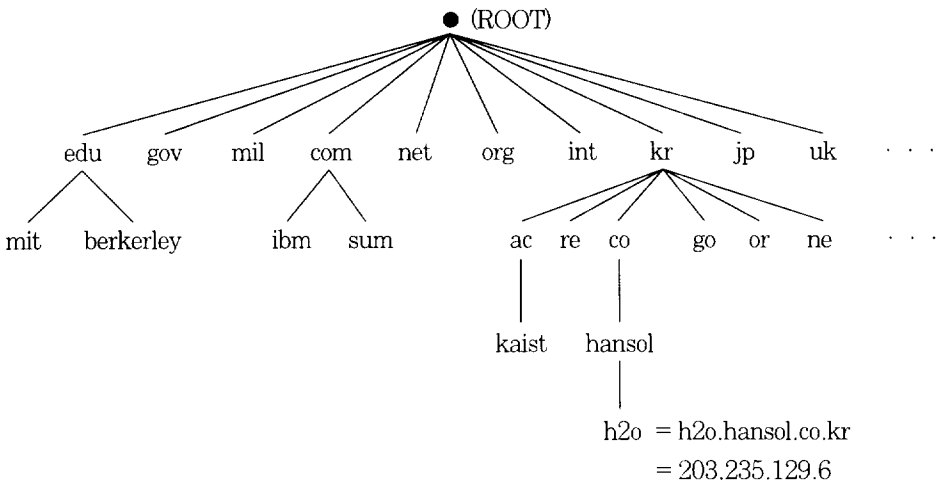 ● (ROOT)
edu gov mil com net org int kr jp uk · · ·
mit berkerley ibm sum ac re co go or ne · · ·
kaist hansol
h2o = h2o.hansol.co.kr
= 203.235.129.6